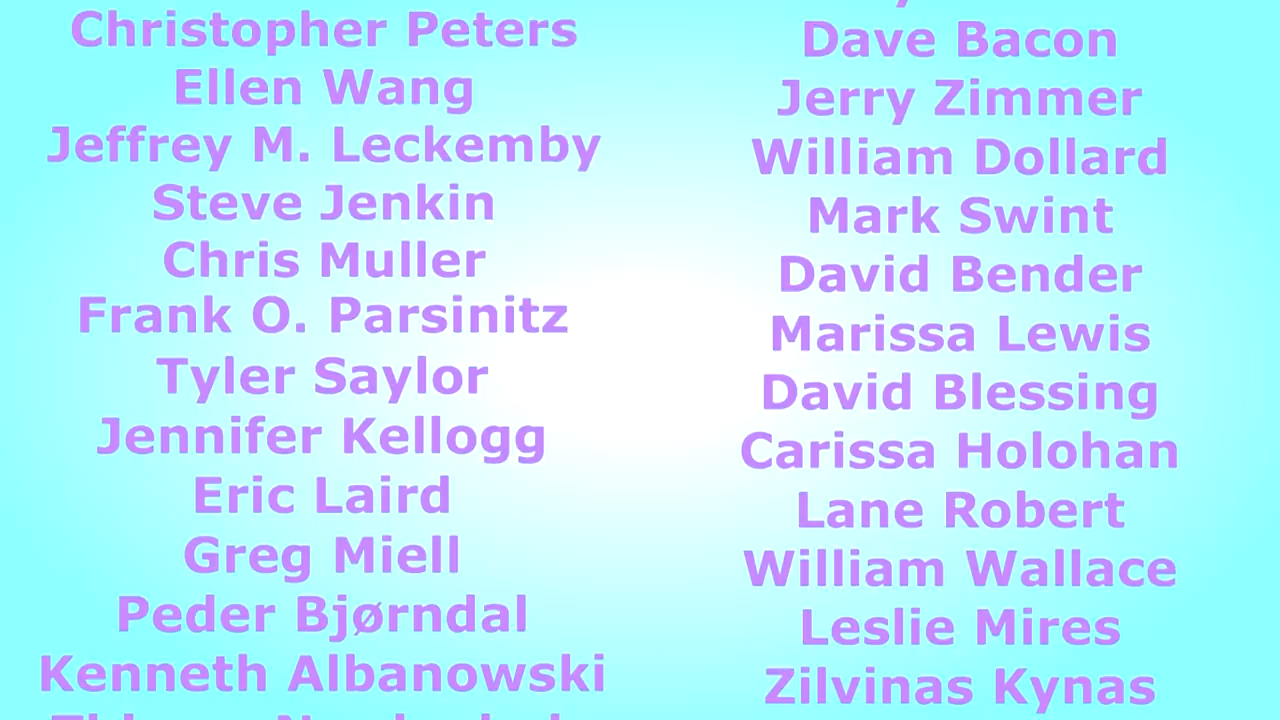 Christopher Peters
Ellen Wang
Jeffrey M. Leckemby
Steve Jenkin
Chris Muller
Frank O. Parsinitz
Tyler Saylor
Jennifer Kellogg
Eric Laird
Greg Miell
Peder Bjørndal
Kenneth Albanowski
Dave Bacon
Jerry Zimmer
William Dollard
Mark Swint
David Bender
Marissa Lewis
David Blessing
Carissa Holohan
Lane Robert
William Wallace
Leslie Mires
Zilvinas Kynas